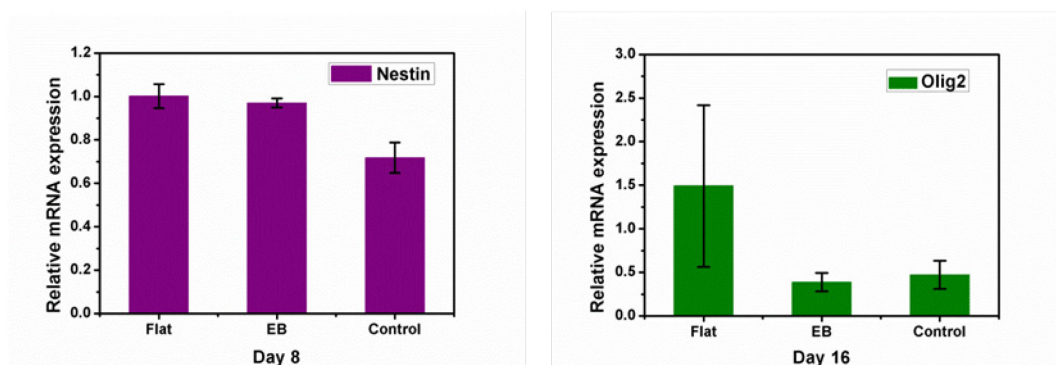 Relative mRNA expression
1.2
1.0
0.8
0.6
0.4
0.2
0.0
Nestin
Flat EB Control
Day 8
Relative mRNA expression
3.0
2.5
2.0
1.5
1.0
0.5
0.0
Olig2
Flat EB Control
Day 16